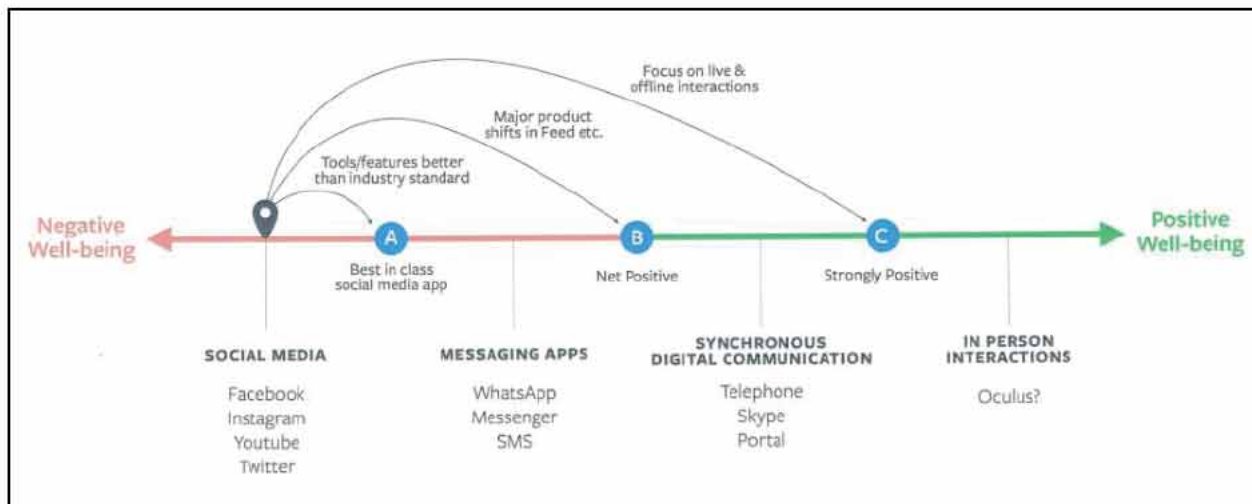 Focus on live &
offline interactions
Major product
shifts in Feed etc.
Tools/features better
than industry standard
Negative
Well-being
A
B
C
Positive
Well-being
Best in class
social media app
Net Positive
Strongly Positive
SOCIAL MEDIA
Facebook
Instagram
Youtube
Twitter
MESSAGING APPS
WhatsApp
Messenger
SMS
SYNCHRONOUS
DIGITAL COMMUNICATION
Telephone
Skype
Portal
IN PERSON
INTERACTIONS
Oculus?